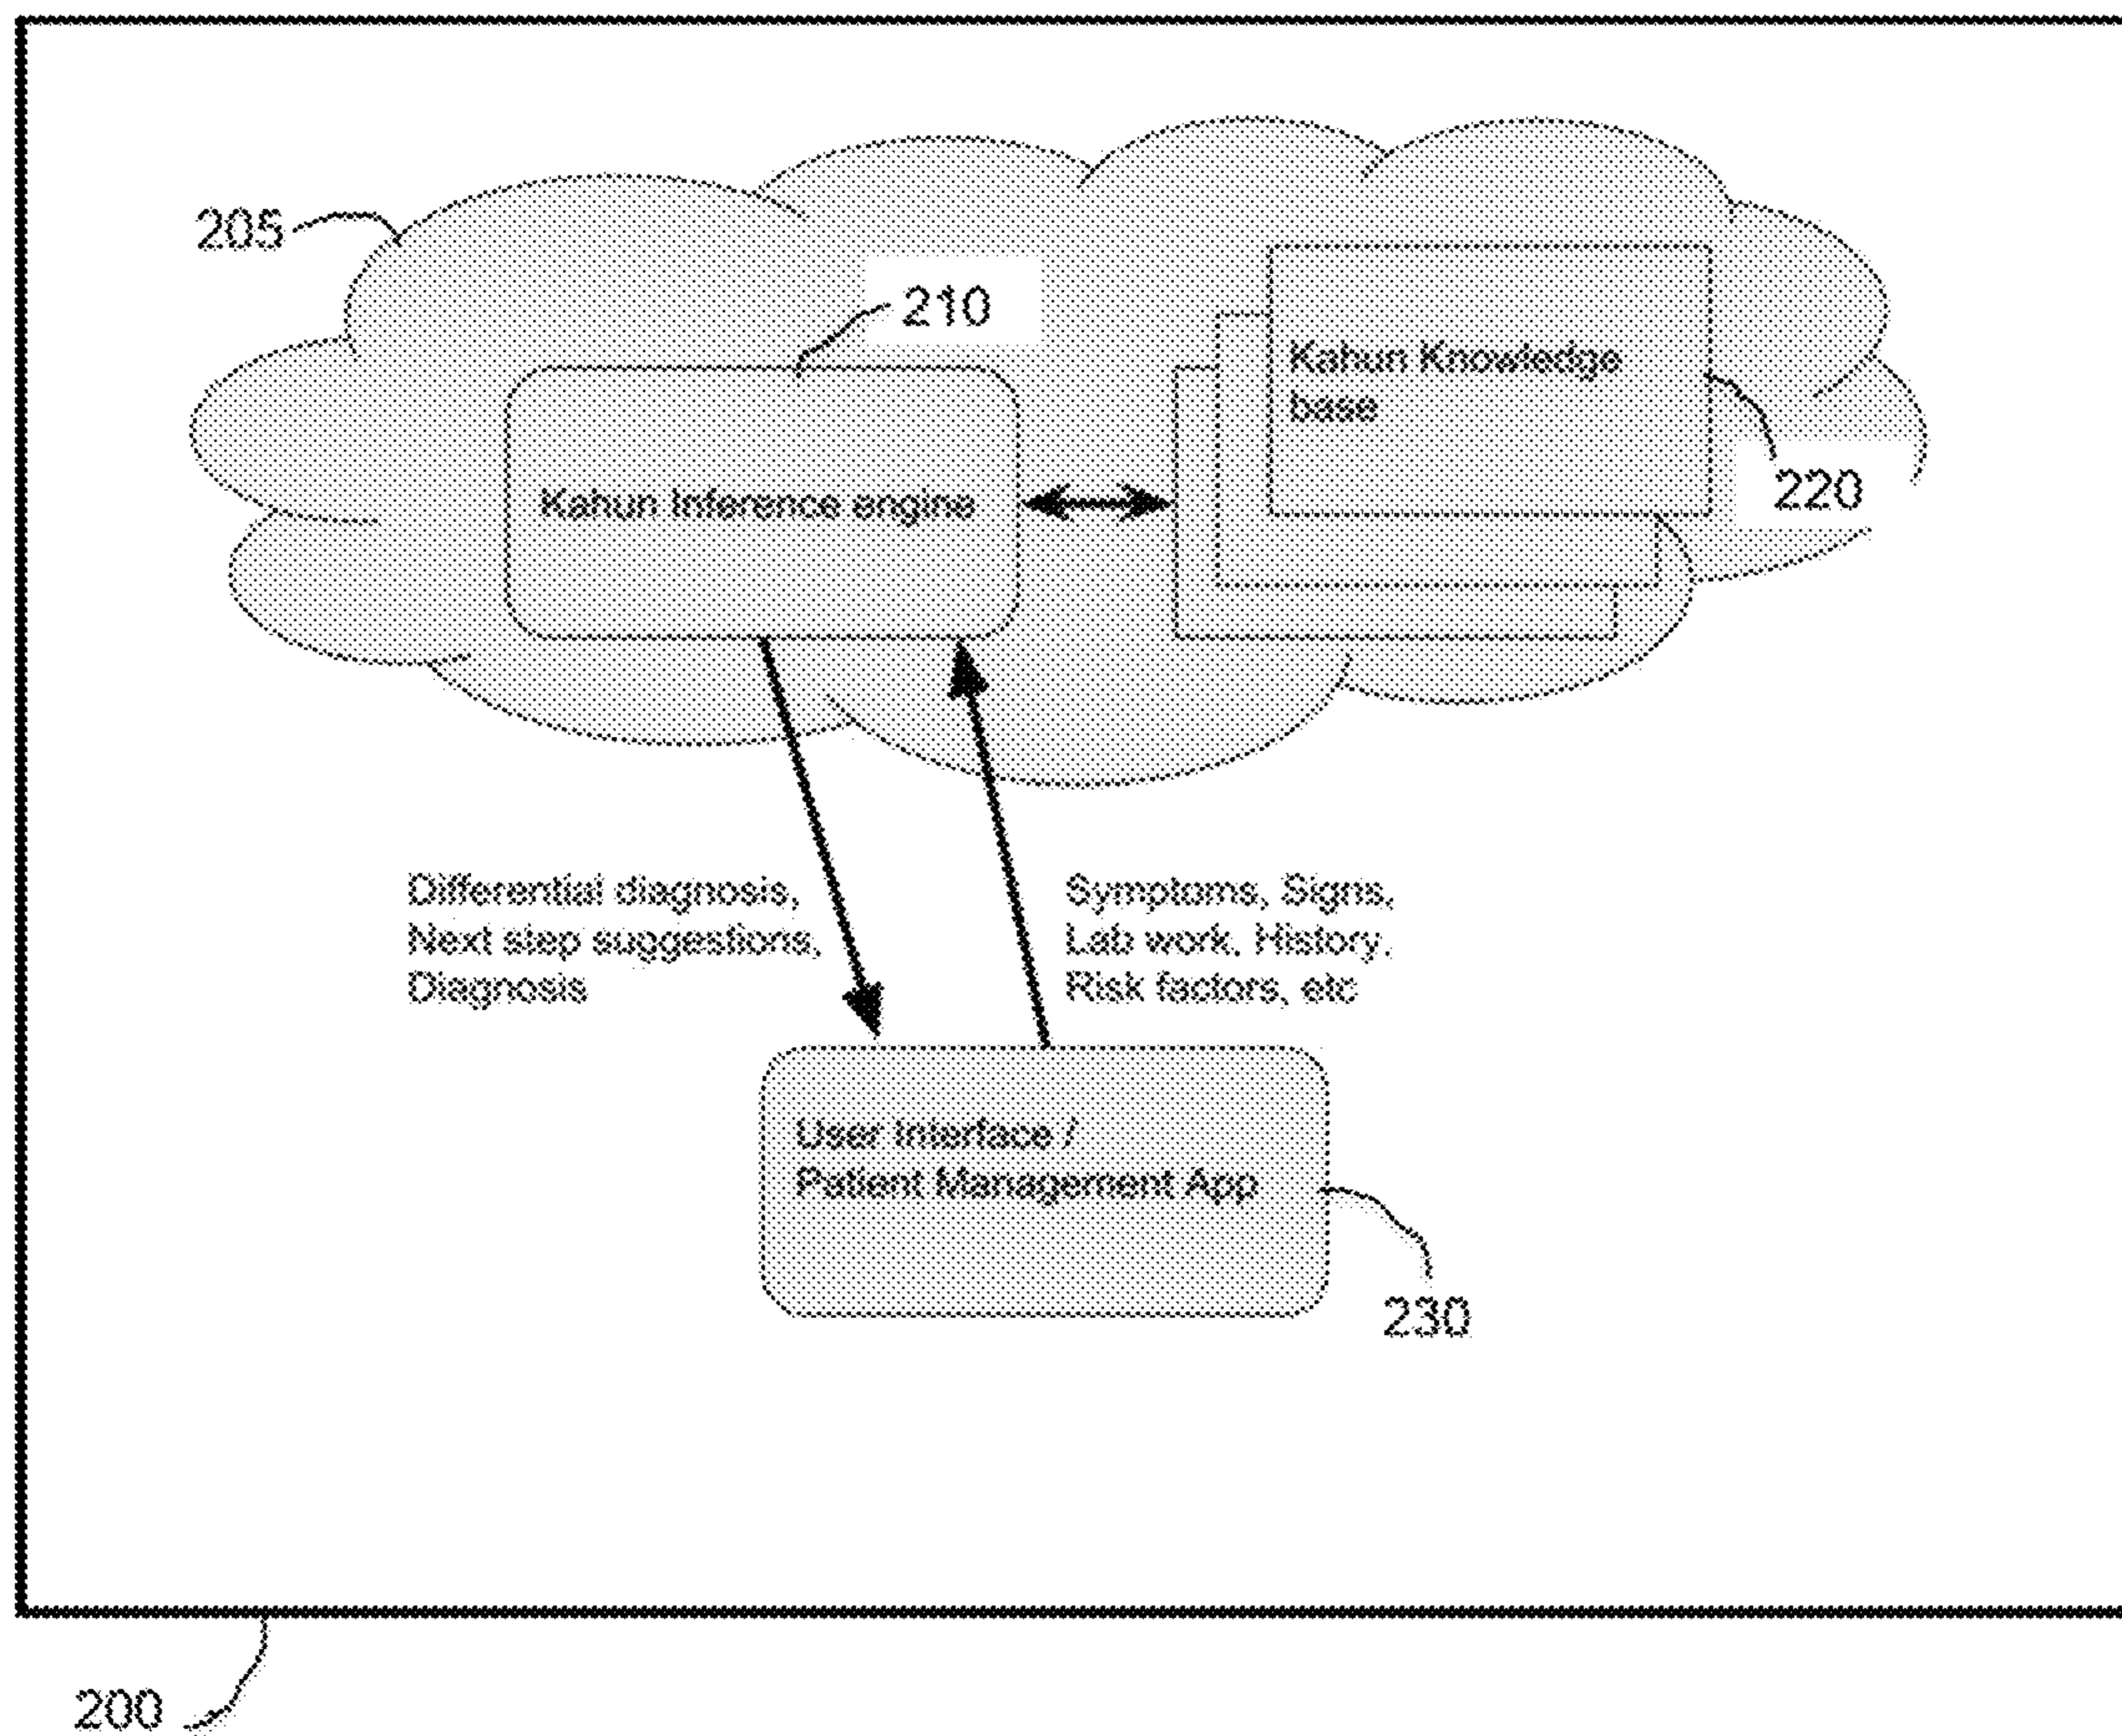 205
210
Kahun Knowledge
base
220
Kahun Inference engine
Differential diagnosis,
Next step suggestions,
Diagnosis
Symptoms, Signs,
Lab work, History,
Risk factors, etc
User Interface /
Patient Management App
230
200